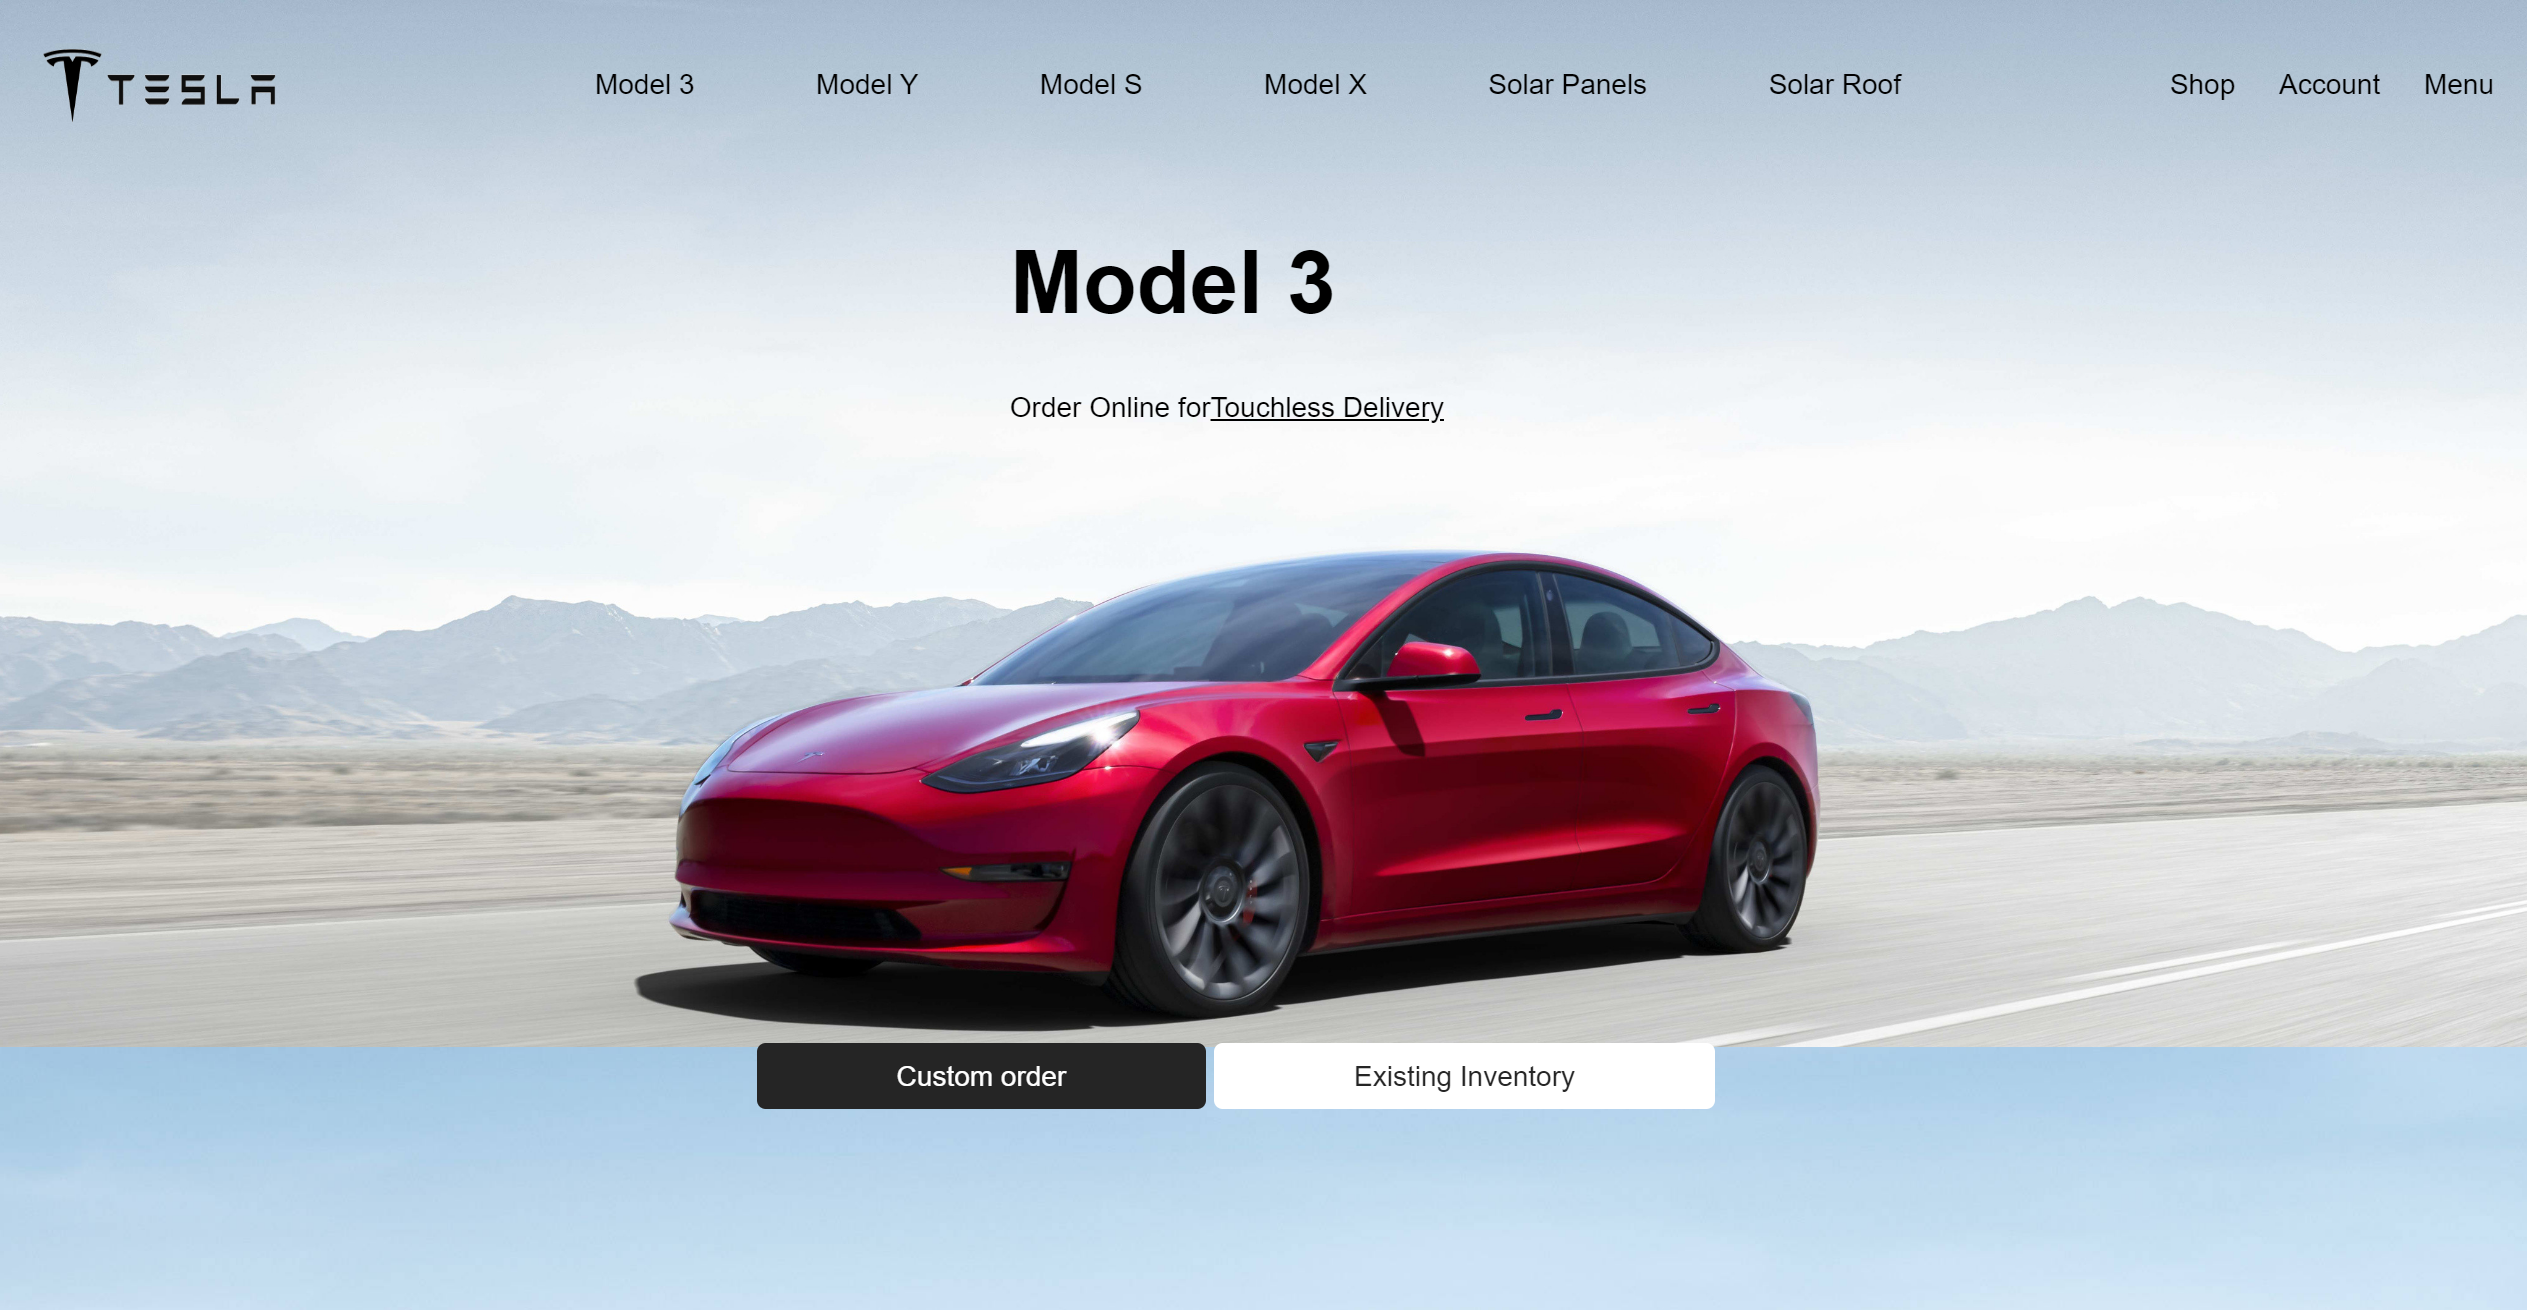 TESLA
Model 3 Model Y Model S Model X Solar Panels Solar Roof Shop Account Menu
Model 3
Order Online forTouchless Delivery
Custom order Existing Inventory